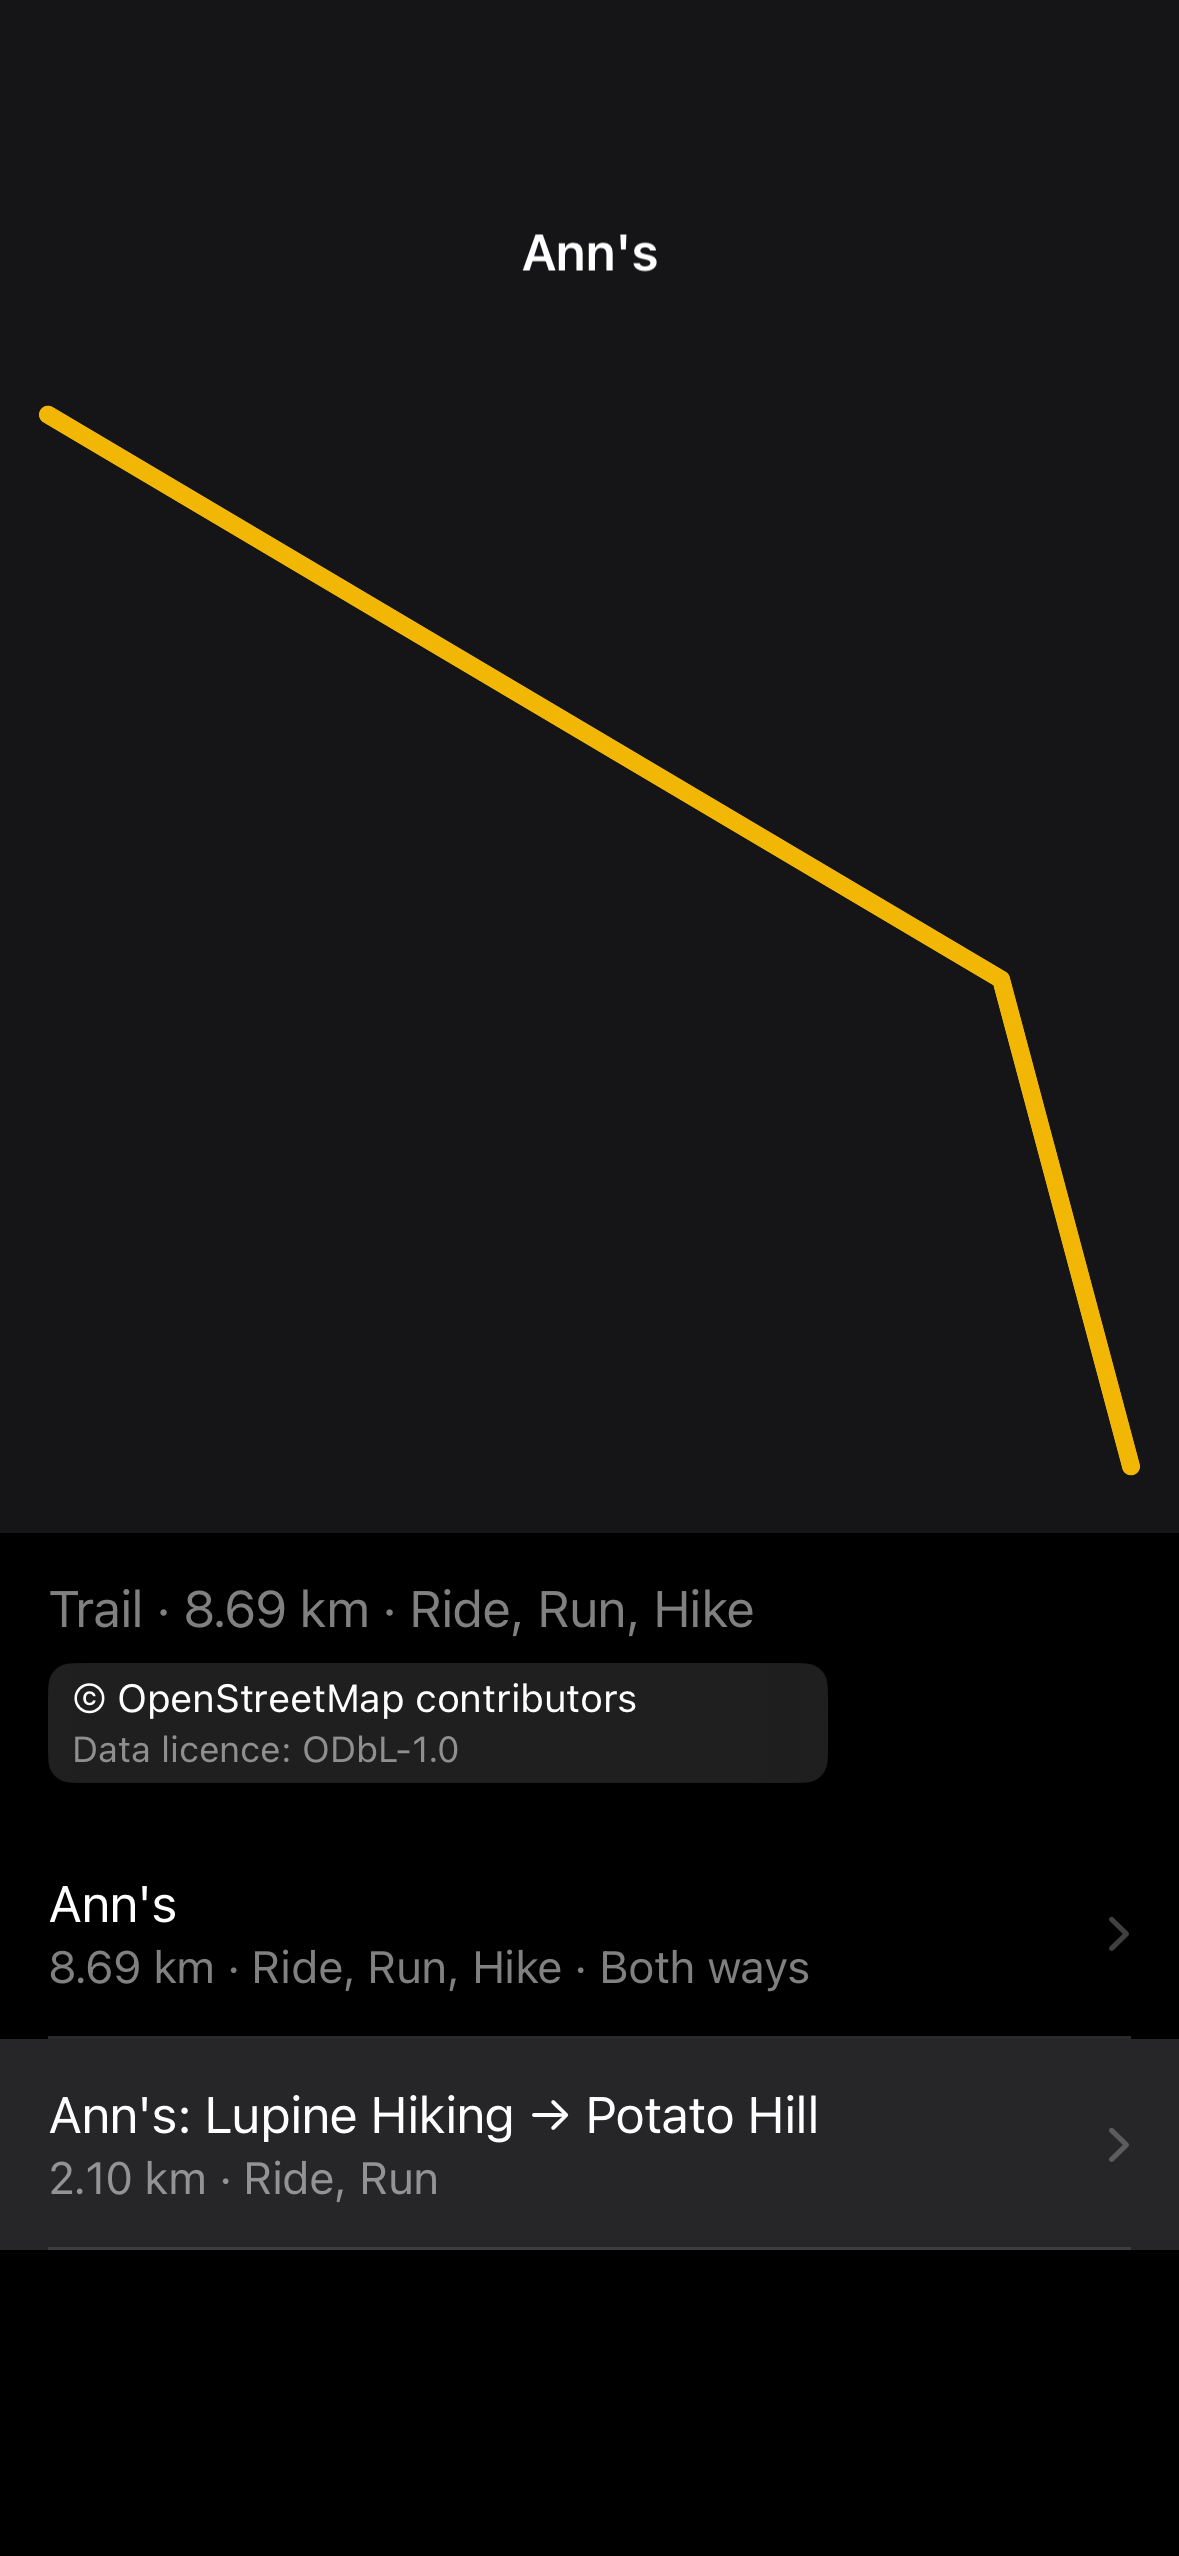 Ann's
Trail · 8.69 km · Ride, Run, Hike
© OpenStreetMap contributors
Data licence: ODbL-1.0
Ann's
8.69 km · Ride, Run, Hike · Both ways
Ann's: Lupine Hiking → Potato Hill
2.10 km · Ride, Run